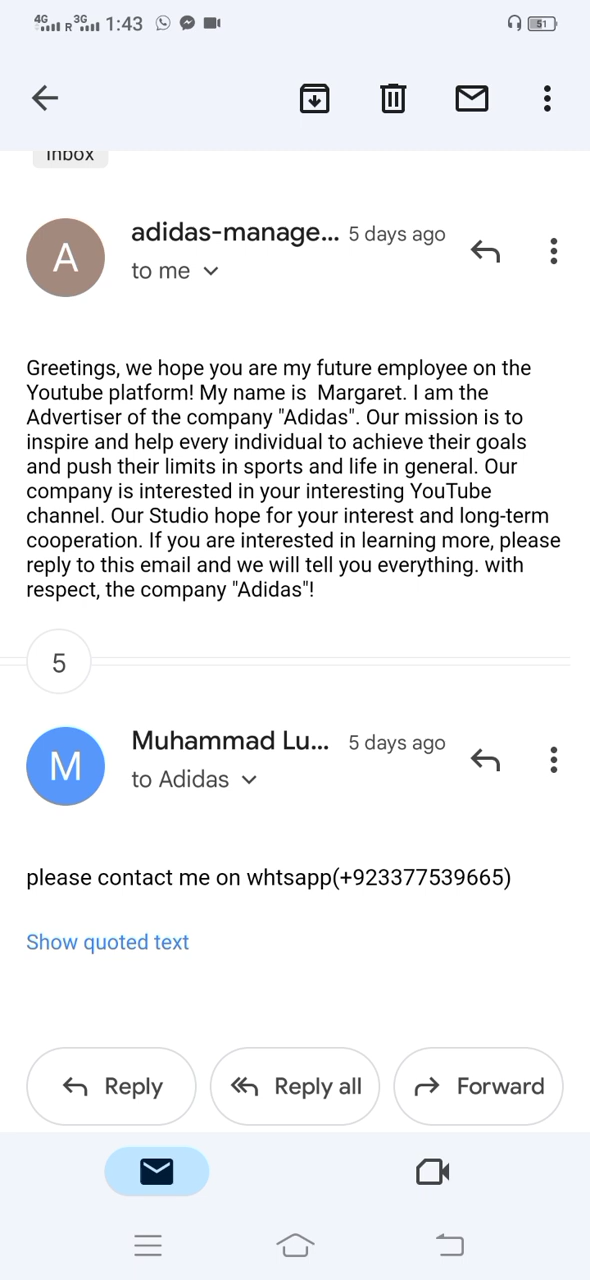 4G R 3G 1:43 51
Inbox
A
adidas-manage... 5 days ago
to me
Greetings, we hope you are my future employee on the
Youtube platform! My name is  Margaret. I am the
Advertiser of the company "Adidas". Our mission is to
inspire and help every individual to achieve their goals
and push their limits in sports and life in general. Our
company is interested in your interesting YouTube
channel. Our Studio hope for your interest and long-term
cooperation. If you are interested in learning more, please
reply to this email and we will tell you everything. with
respect, the company "Adidas"!
5
M
Muhammad Lu... 5 days ago
to Adidas
please contact me on whtsapp(+923377539665)
Show quoted text
Reply Reply all Forward